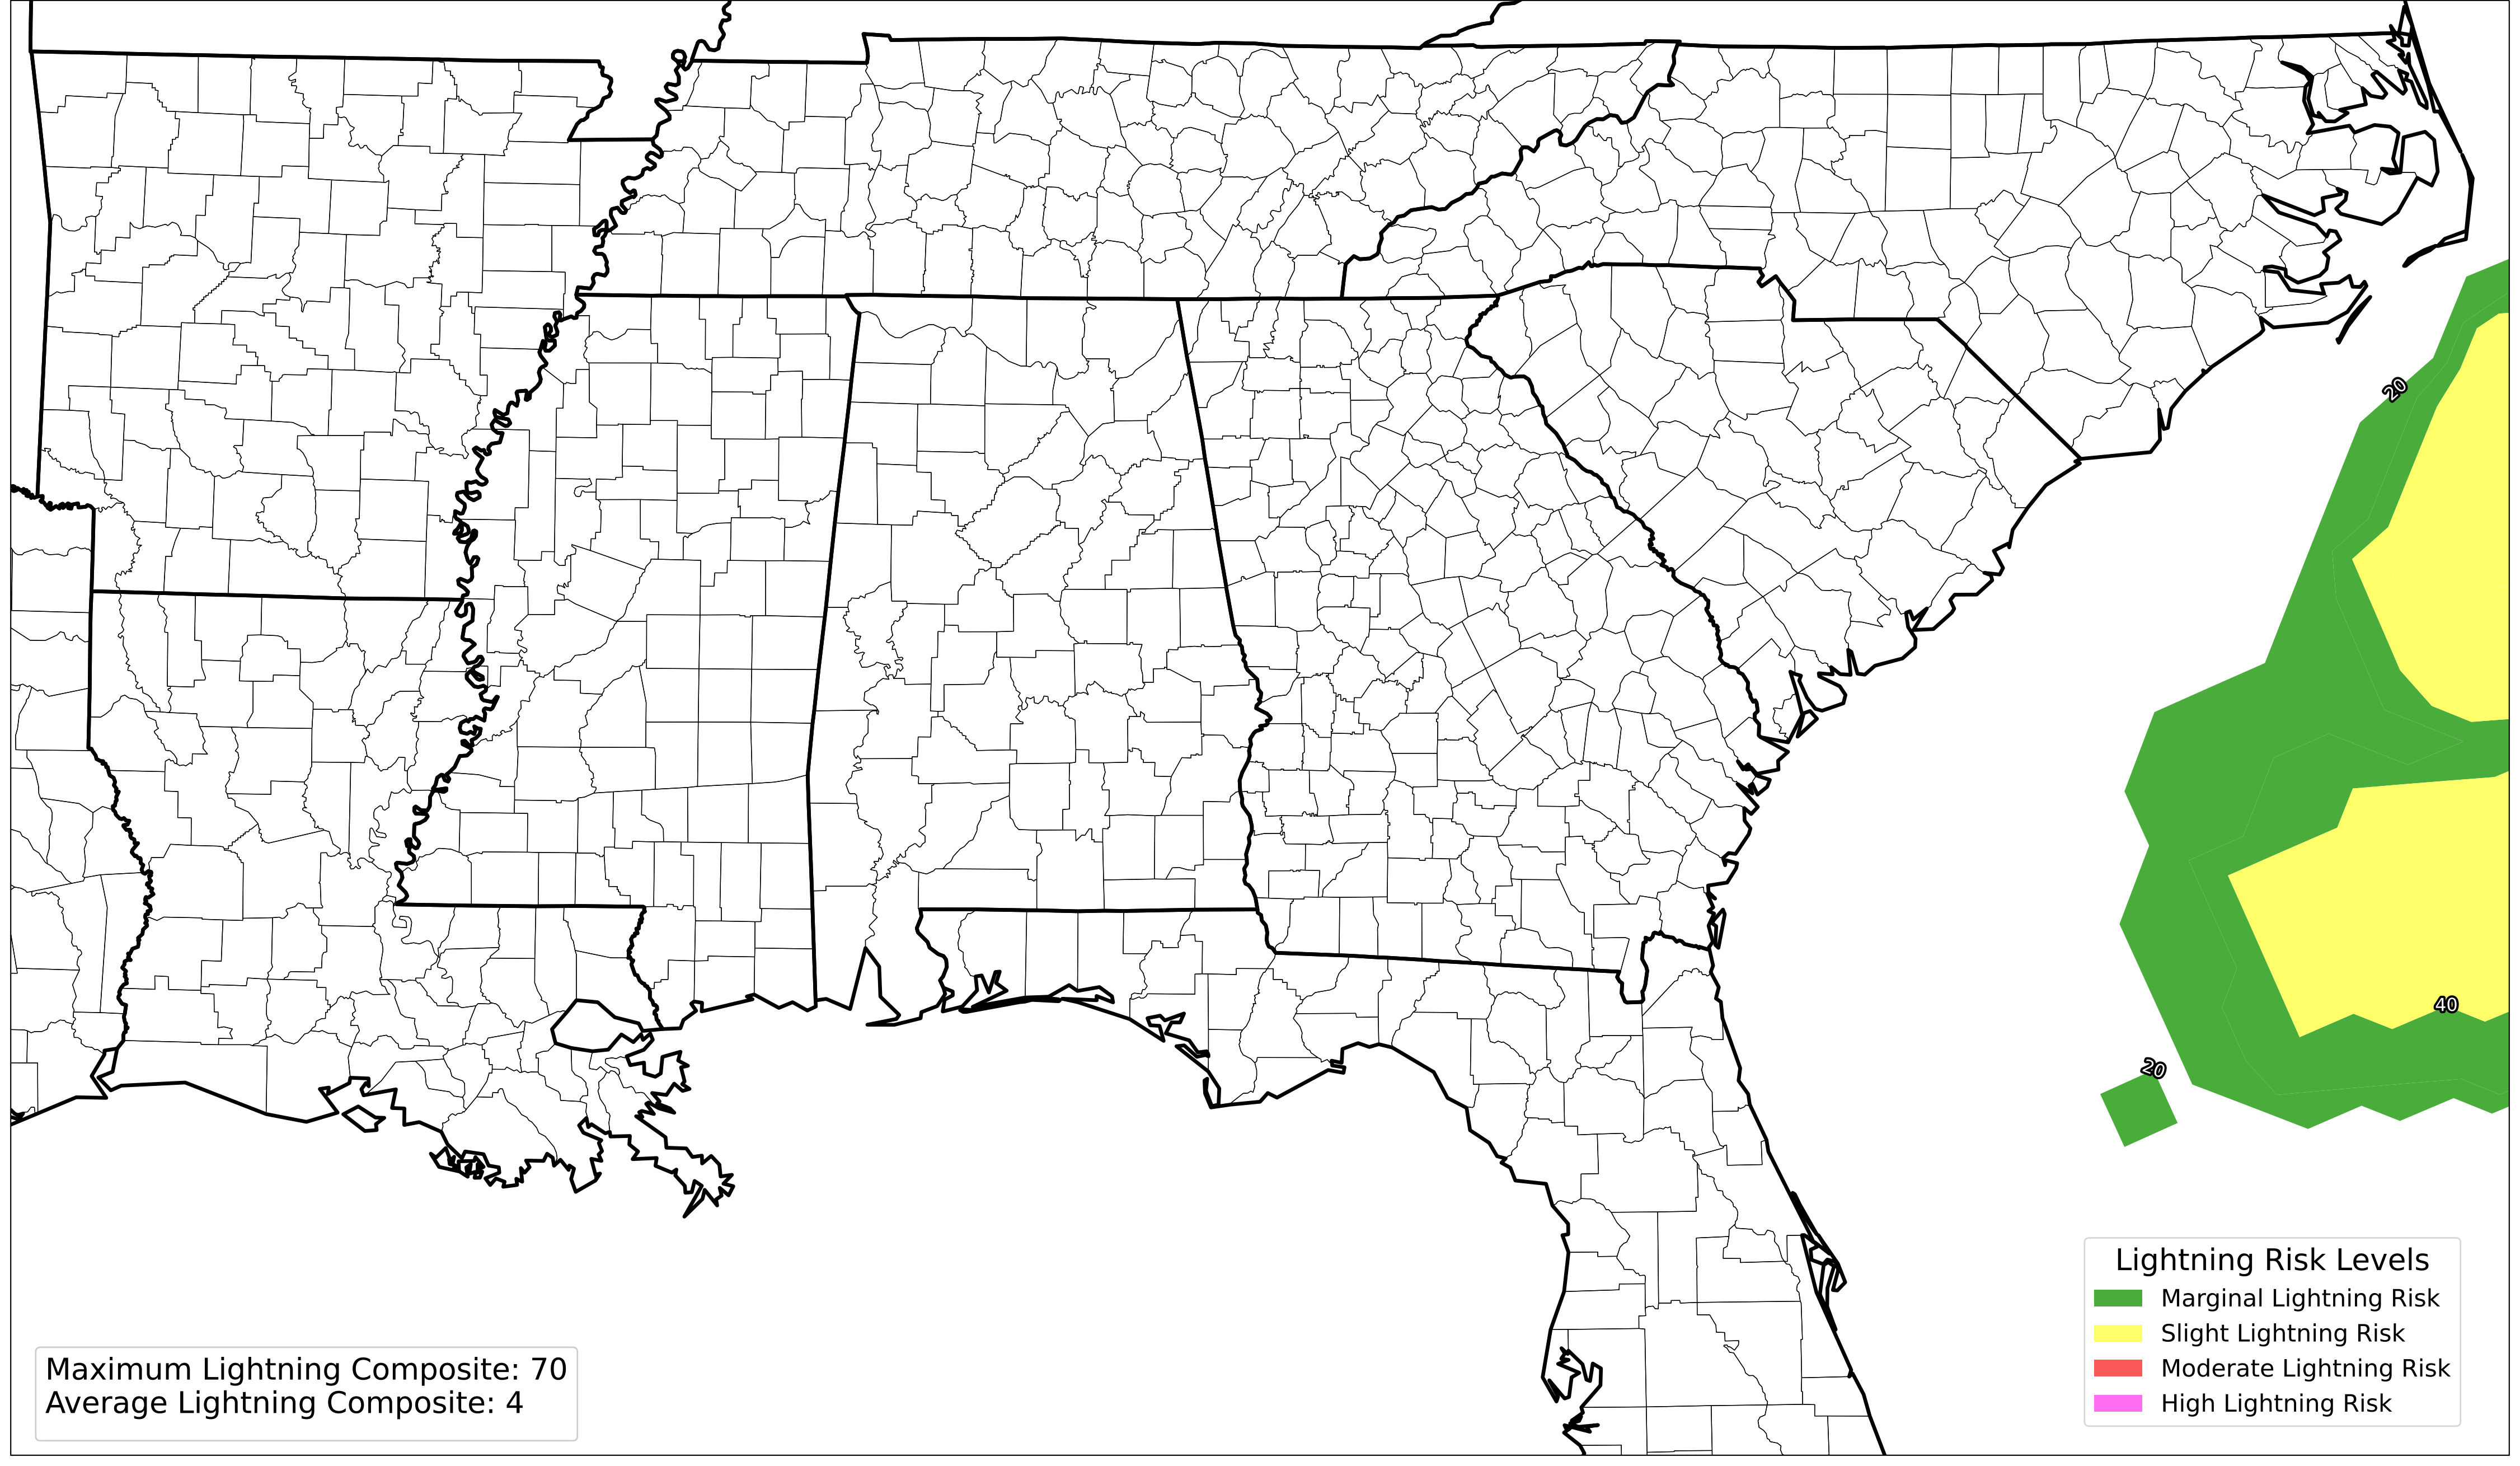 20
40
20
Lightning Risk Levels
Marginal Lightning Risk
Slight Lightning Risk
Moderate Lightning Risk
High Lightning Risk
Maximum Lightning Composite: 70
Average Lightning Composite: 4